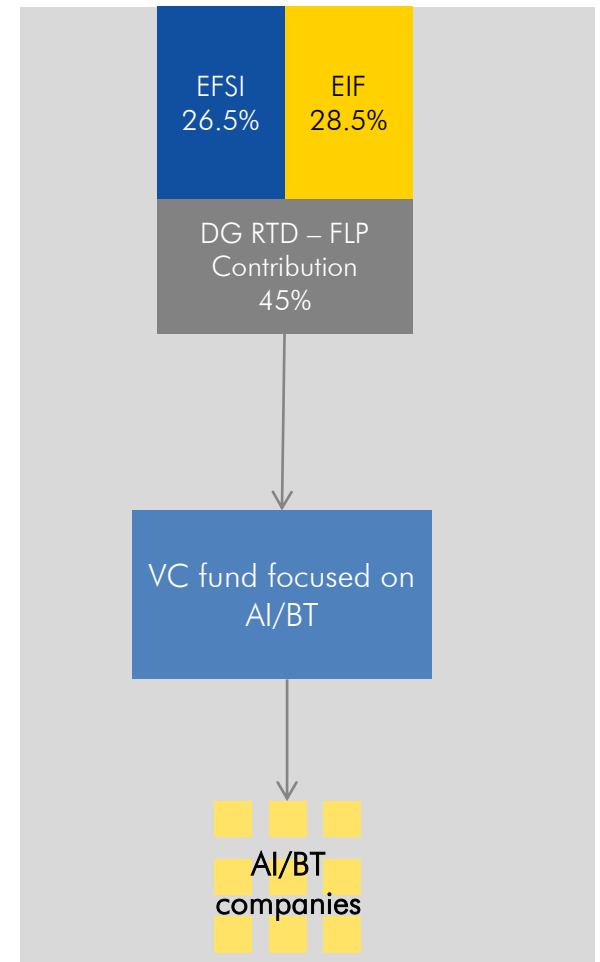 EFSI
26.5%
EIF
28.5%
DG RTD – FLP
Contribution
45%
VC fund focused on
AI/BT
AI/BT
companies